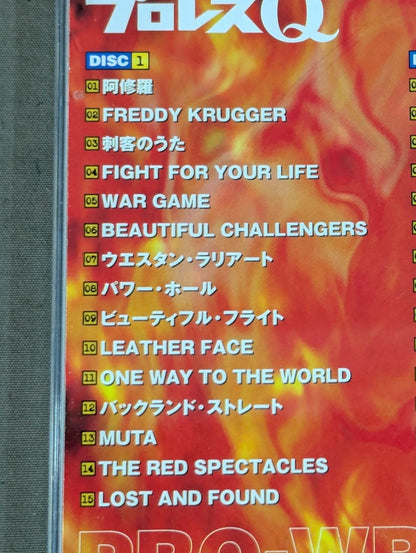 プロレスQ
DISC 1
01 阿修羅
02 FREDDY KRUGGER
03 刺客のうた
04 FIGHT FOR YOUR LIFE
05 WAR GAME
06 BEAUTIFUL CHALLENGERS
07 ウエスタン・ラリアート
08 パワー・ホール
09 ビューティフル・フライト
10 LEATHER FACE
11 ONE WAY TO THE WORLD
12 バックランド・ストレート
13 MUTA
14 THE RED SPECTACLES
15 LOST AND FOUND
PRO-WR